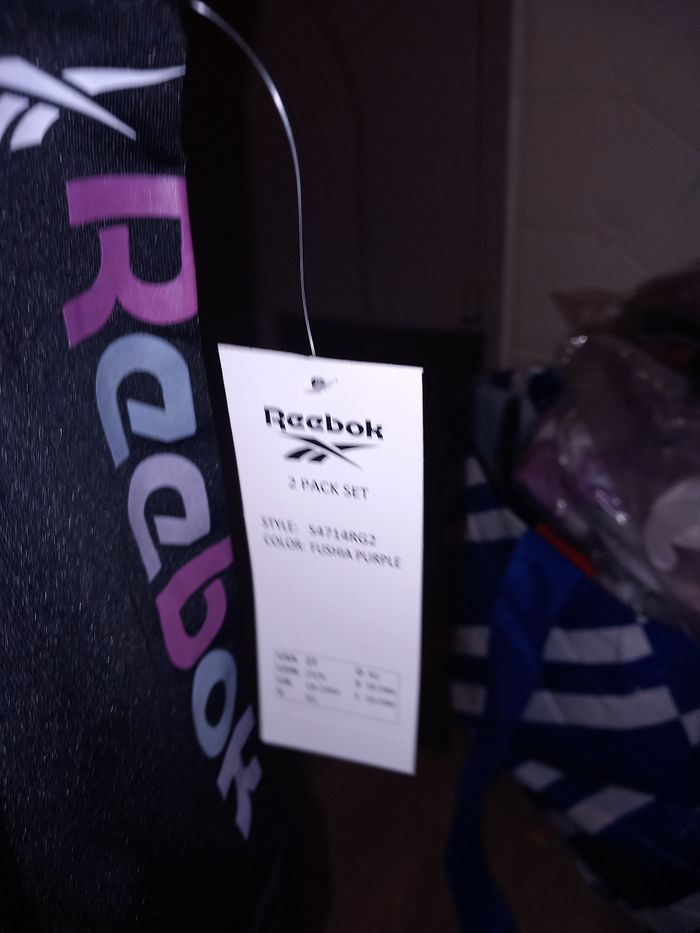 Reebok
Reebok
2 PACK SET
STYLE: S4714RG2
COLOR: FUSHIA PURPLE